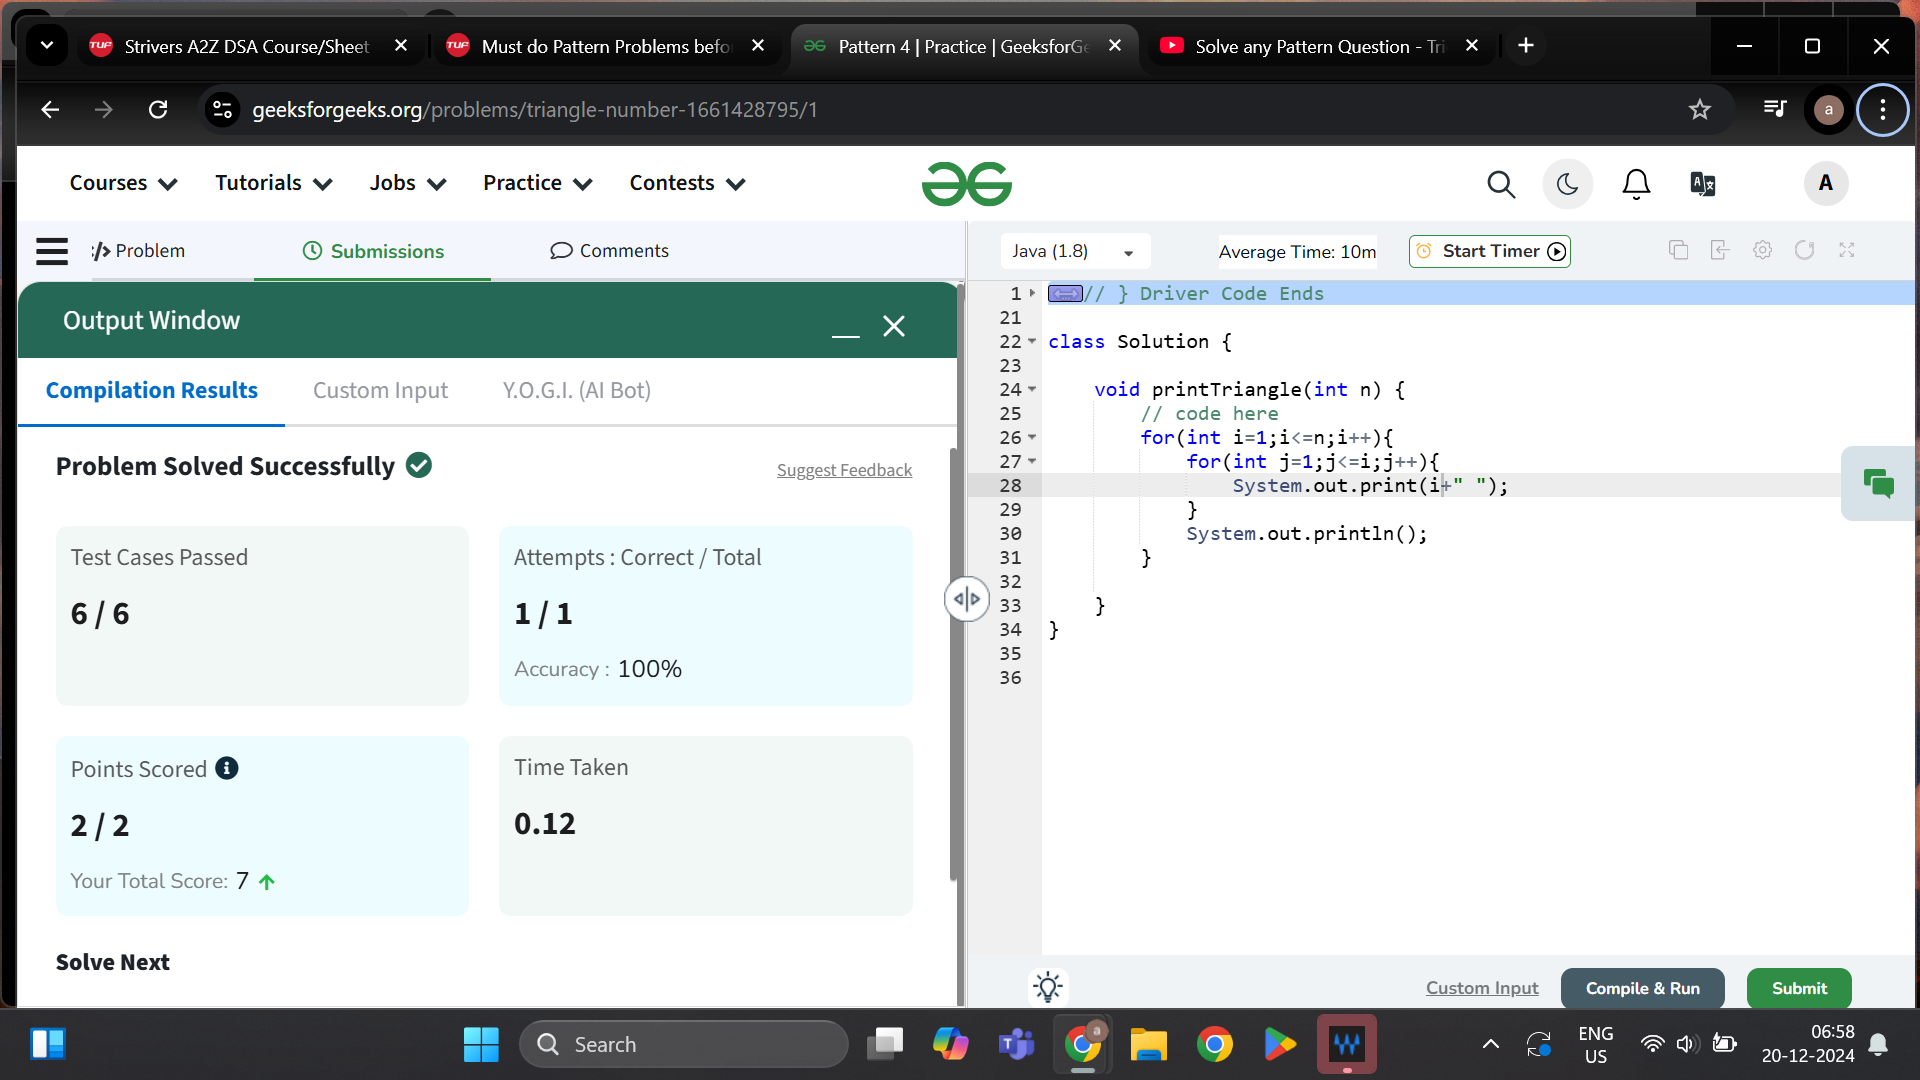 Strivers A2Z DSA Course/Sheet
Must do Pattern Problems befo
Pattern 4 | Practice | GeeksforGe
Solve any Pattern Question - Tri
geeksforgeeks.org/problems/triangle-number-1661428795/1
a
Courses
Tutorials
Jobs
Practice
Contests
A
</> Problem
Submissions
Comments
Java (1.8)
Average Time: 10m
Start Timer
Output Window
Compilation Results
Custom Input
Y.O.G.I. (AI Bot)
Problem Solved Successfully
Suggest Feedback
Test Cases Passed
6 / 6
Attempts : Correct / Total
1 / 1
Accuracy : 100%
Points Scored
2 / 2
Your Total Score: 7
Time Taken
0.12
Solve Next
1 // } Driver Code Ends
21
22 class Solution {
23
24 void printTriangle(int n) {
25 // code here
26 for(int i=1;i<=n;i++){
27 for(int j=1;j<=i;j++){
28 System.out.print(i+" ");
29 }
30 System.out.println();
31 }
32
33 }
34 }
35
36
Custom Input
Compile & Run
Submit
Search
ENG
US
06:58
20-12-2024